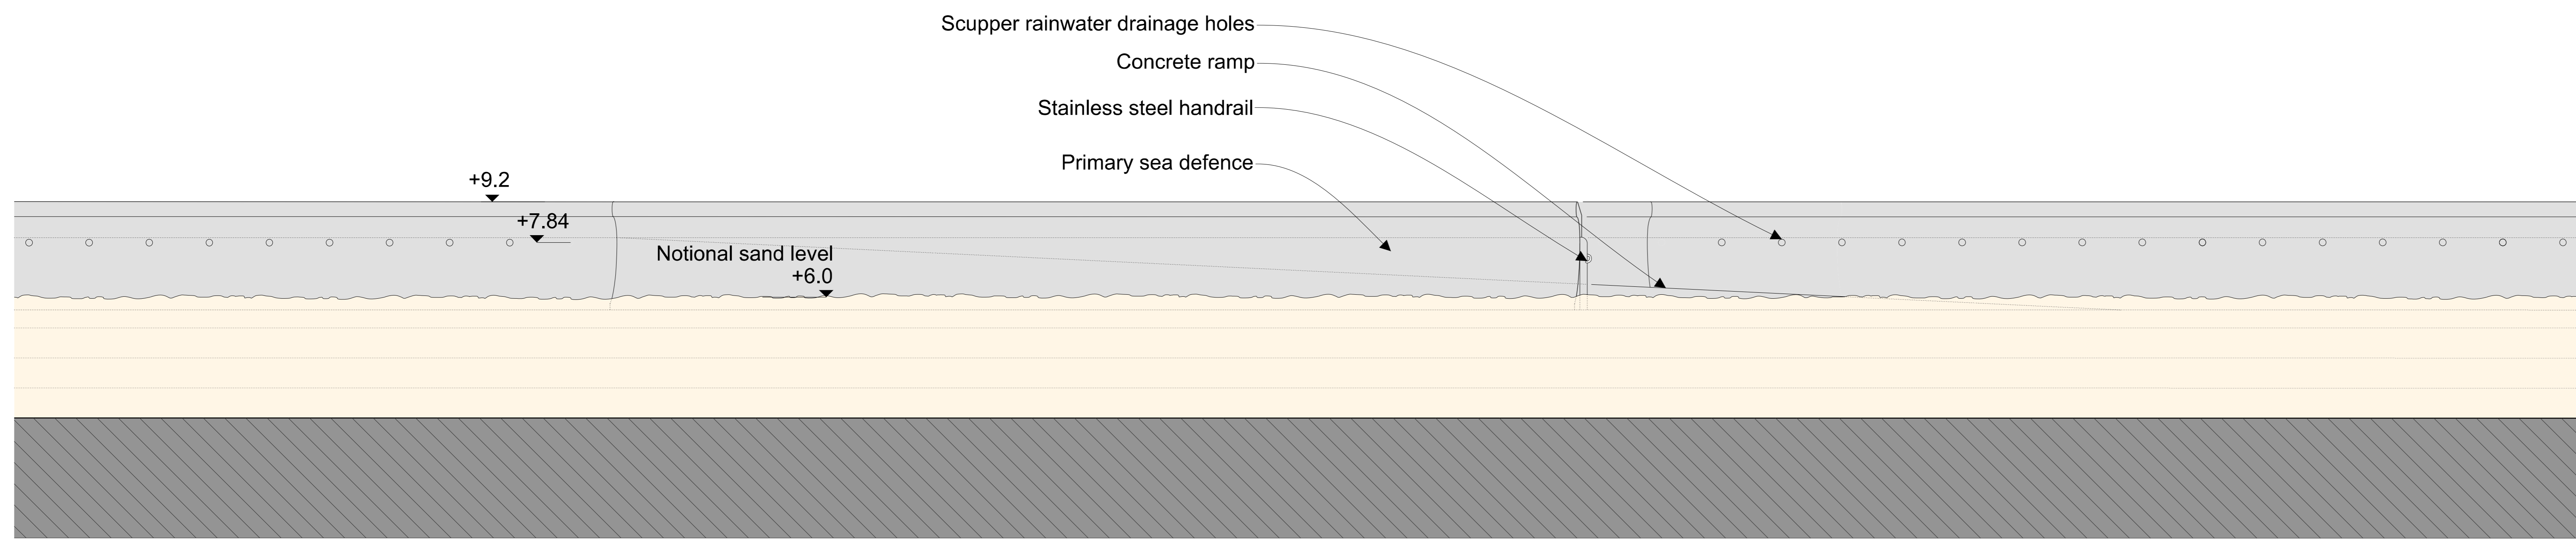 Scupper rainwater drainage holes
Concrete ramp
Stainless steel handrail
Primary sea defence
+9.2
+7.84
Notional sand level
+6.0